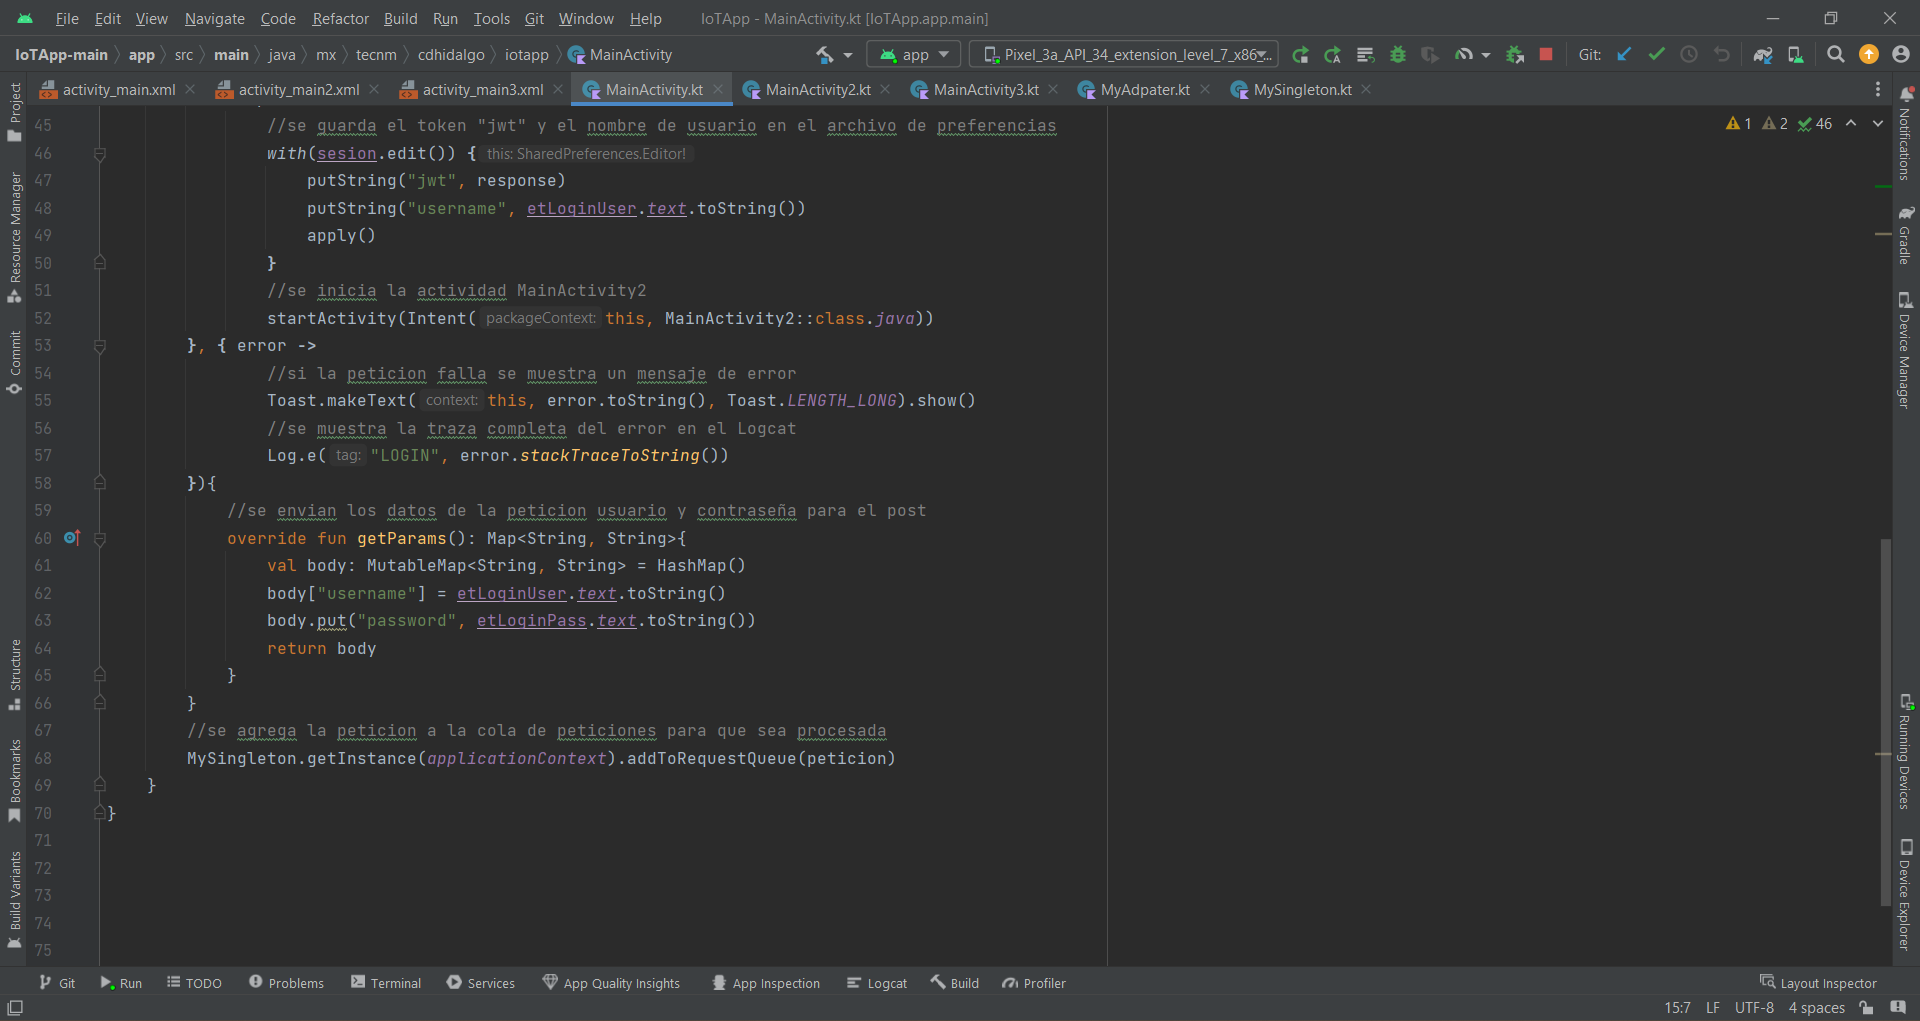 File Edit View Navigate Code Refactor Build Run Tools Git Window Help IoTApp - MainActivity.kt [IoTApp.app.main]
IoTApp-main app src main java mx tecnm cdhidalgo iotapp MainActivity app Pixel_3a_API_34_extension_level_7_x86... Git:
activity_main.xml activity_main2.xml activity_main3.xml MainActivity.kt MainActivity2.kt MainActivity3.kt MyAdpater.kt MySingleton.kt
1 2 46
45 //se guarda el token "jwt" y el nombre de usuario en el archivo de preferencias
46 with(sesion.edit()) { this: SharedPreferences.Editor!
47 putString("jwt", response)
48 putString("username", etLoginUser.text.toString())
49 apply()
50 }
51 //se inicia la actividad MainActivity2
52 startActivity(Intent( packageContext: this, MainActivity2::class.java))
53 }, { error ->
54 //si la peticion falla se muestra un mensaje de error
55 Toast.makeText( context: this, error.toString(), Toast.LENGTH_LONG).show()
56 //se muestra la traza completa del error en el Logcat
57 Log.e( tag: "LOGIN", error.stackTraceToString())
58 }){
59 //se envian los datos de la peticion usuario y contraseña para el post
60 override fun getParams(): Map<String, String>{
61 val body: MutableMap<String, String> = HashMap()
62 body["username"] = etLoginUser.text.toString()
63 body.put("password", etLoginPass.text.toString())
64 return body
65 }
66 }
67 //se agrega la peticion a la cola de peticiones para que sea procesada
68 MySingleton.getInstance(applicationContext).addToRequestQueue(peticion)
69 }
70 }
71
72
73
74
75
Project
Resource Manager
Commit
Structure
Bookmarks
Build Variants
Notifications
Gradle
Device Manager
Running Devices
Device Explorer
Git Run TODO Problems Terminal Services App Quality Insights App Inspection Logcat Build Profiler Layout Inspector
15:7 LF UTF-8 4 spaces